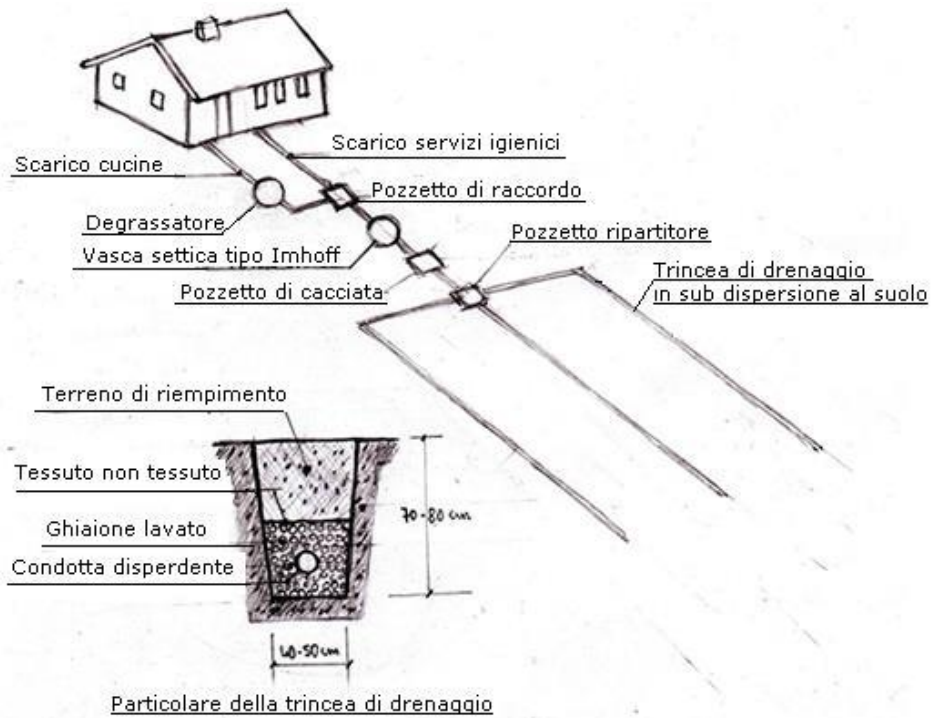 Scarico servizi igienici
Scarico cucine
Pozzetto di raccordo
Degrassatore
Pozzetto ripartitore
Vasca settica tipo Imhoff
Trincea di drenaggio
in sub dispersione al suolo
Pozzetto di cacciata
Terreno di riempimento
Tessuto non tessuto
70-80 cm
Ghiaione lavato
Condotta disperdente
40-50 cm
Particolare della trincea di drenaggio